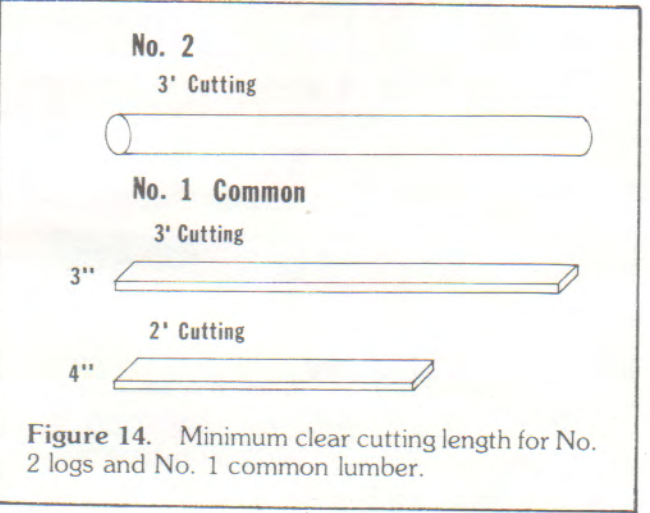 No. 2
3' Cutting
No. 1 Common
3' Cutting
3"
2' Cutting
4"
Figure 14. Minimum clear cutting length for No.
2 logs and No. 1 common lumber.